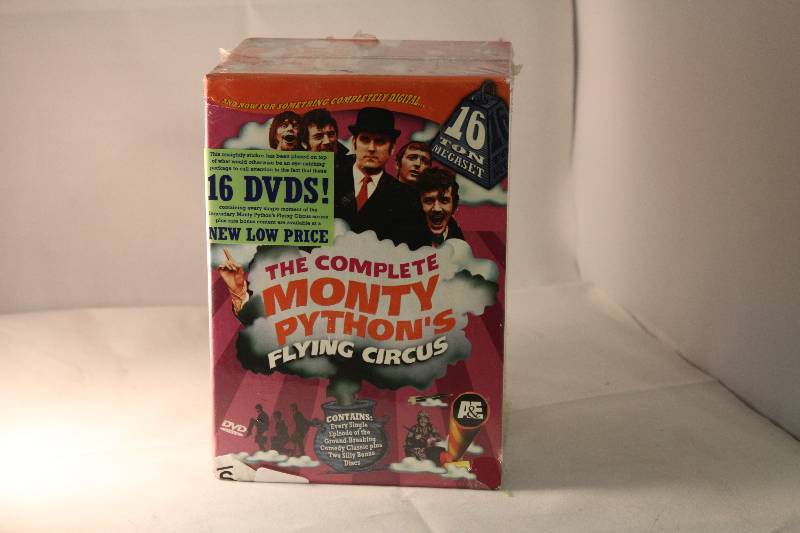 AND NOW FOR SOMETHING COMPLETELY DIGITAL...
16
TON
MEGASET
This unsightly sticker has been placed on top
of what would otherwise be an eye-catching
package to call attention to the fact that these
16 DVDS!
containing every single moment of the
legendary Monty Python's Flying Circus series
plus rare bonus content are available at a
NEW LOW PRICE
THE COMPLETE
MONTY
PYTHON'S
FLYING CIRCUS
CONTAINS:
Every Single
Episode of the
Ground-Breaking
Comedy Classic plus
Two Silly Bonus
Discs
A&E
DVD